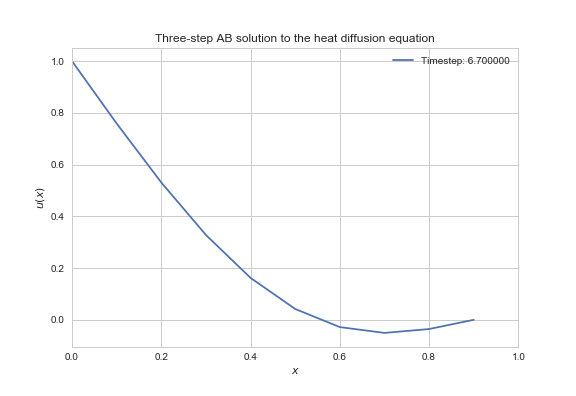 Three-step AB solution to the heat diffusion equation
Timestep: 6.700000
1.0
0.8
0.6
0.4
0.2
0.0
u(x)
0.0 0.2 0.4 0.6 0.8 1.0
x